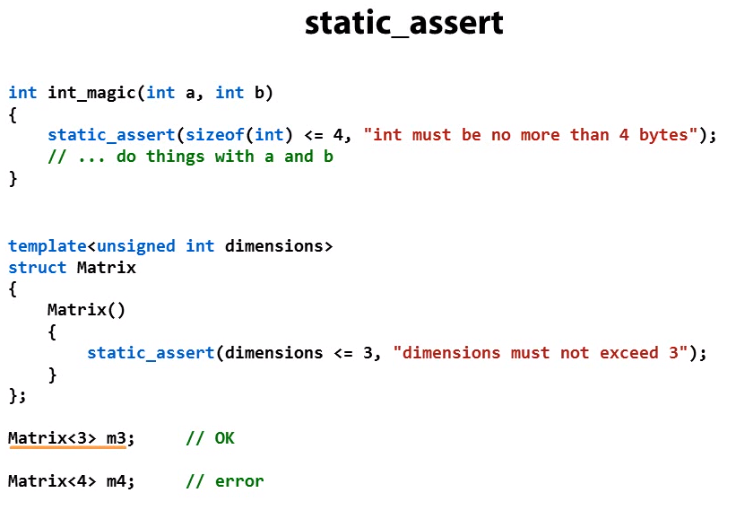 static_assert
int int_magic(int a, int b)
{
static_assert(sizeof(int) <= 4, "int must be no more than 4 bytes");
// ... do things with a and b
}
template<unsigned int dimensions>
struct Matrix
{
Matrix()
{
static_assert(dimensions <= 3, "dimensions must not exceed 3");
}
};
Matrix<3> m3; // OK
Matrix<4> m4; // error